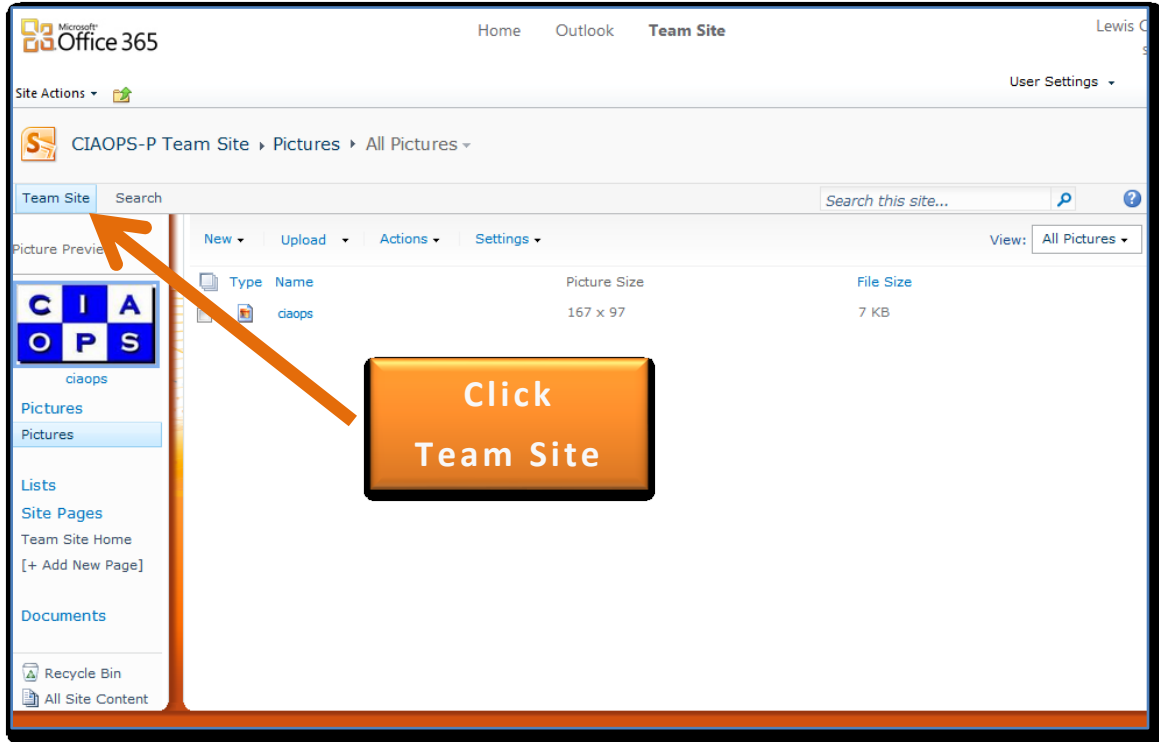 Microsoft
Office 365
Home Outlook Team Site
Lewis
Site Actions
User Settings
CIAOPS-P Team Site Pictures All Pictures
Team Site Search
Search this site...
Picture Previe
New Upload Actions Settings
View: All Pictures
Type Name Picture Size File Size
ciaops 167 x 97 7 KB
C I A
O P S
ciaops
Click
Team Site
Pictures
Pictures
Lists
Site Pages
Team Site Home
[+ Add New Page]
Documents
Recycle Bin
All Site Content